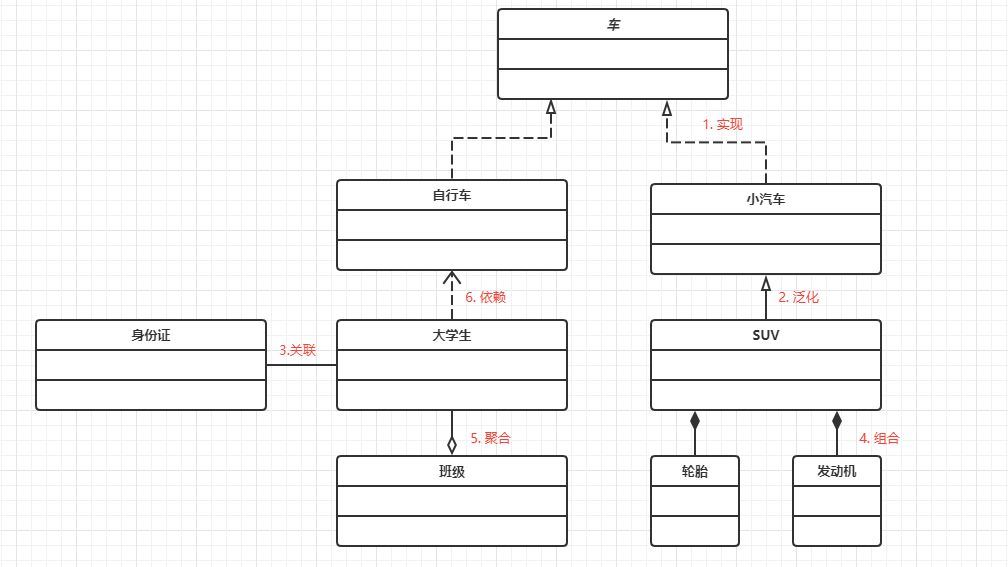 车
1. 实现
自行车
小汽车
6. 依赖
2. 泛化
身份证
3.关联
大学生
SUV
5. 聚合
4. 组合
班级
轮胎
发动机